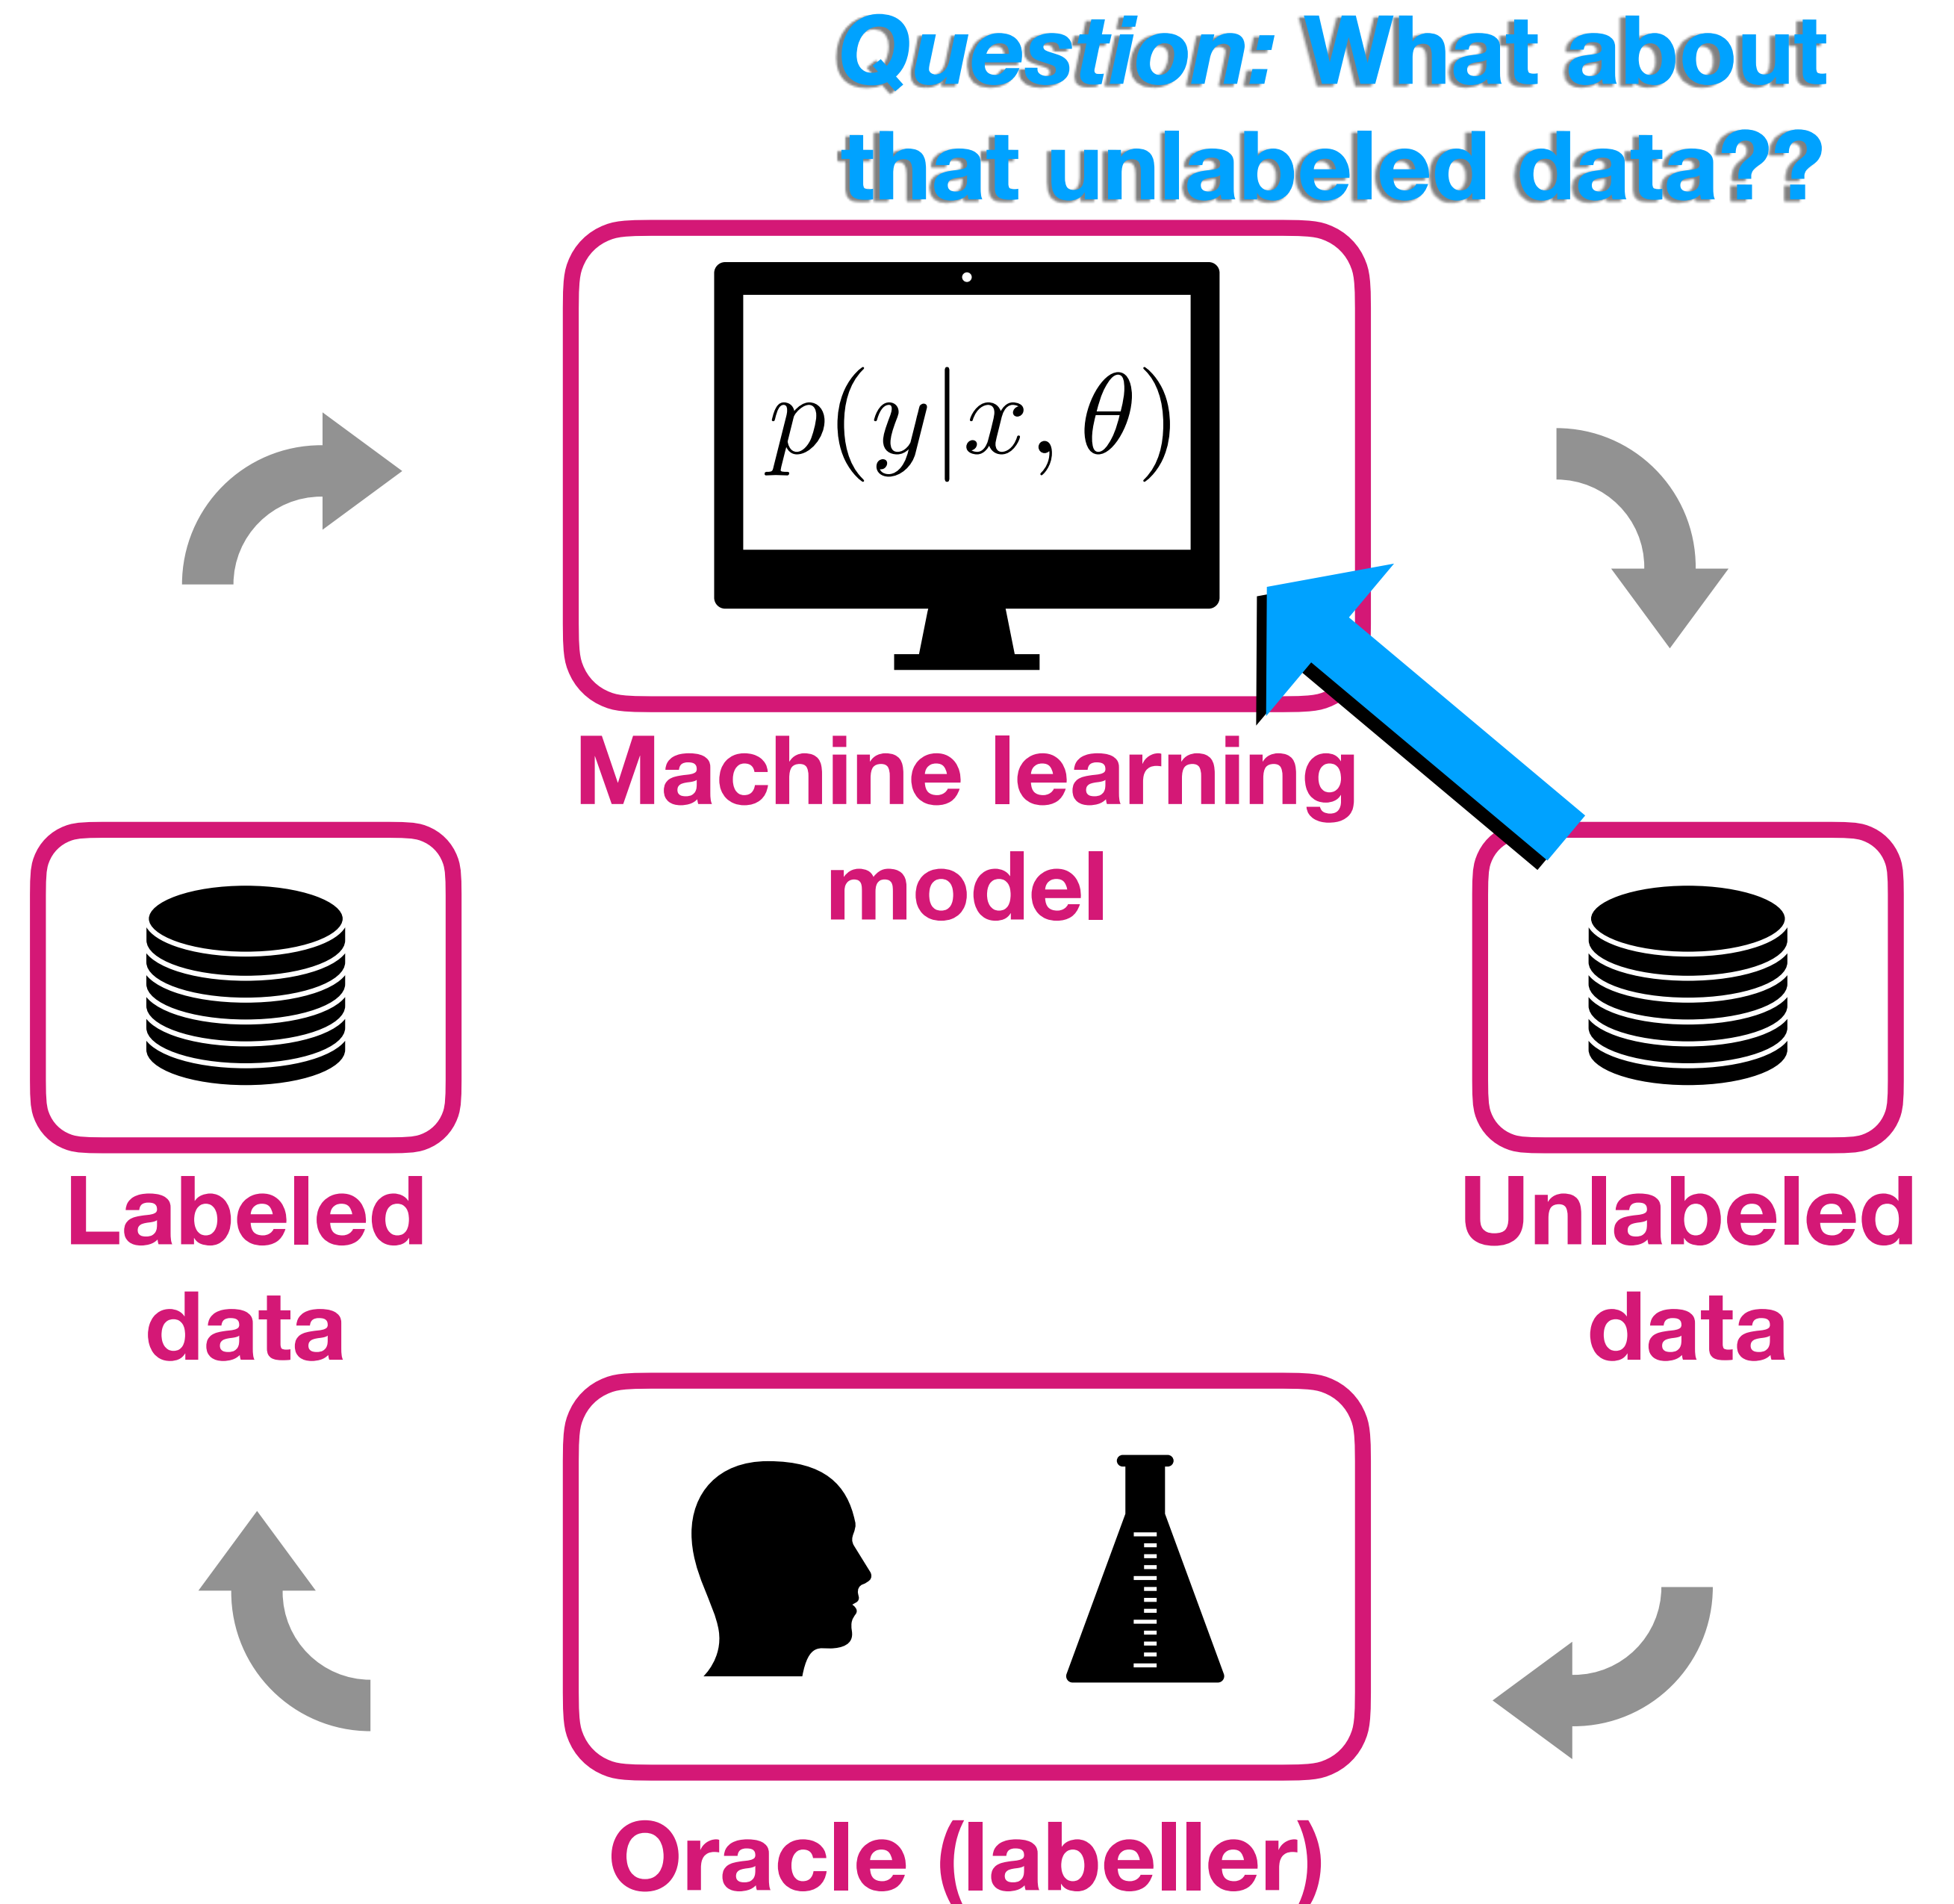 Question: What about
that unlabeled data??
p(y|x, θ)
Machine learning
model
Labeled
data
Unlabeled
data
Oracle (labeller)